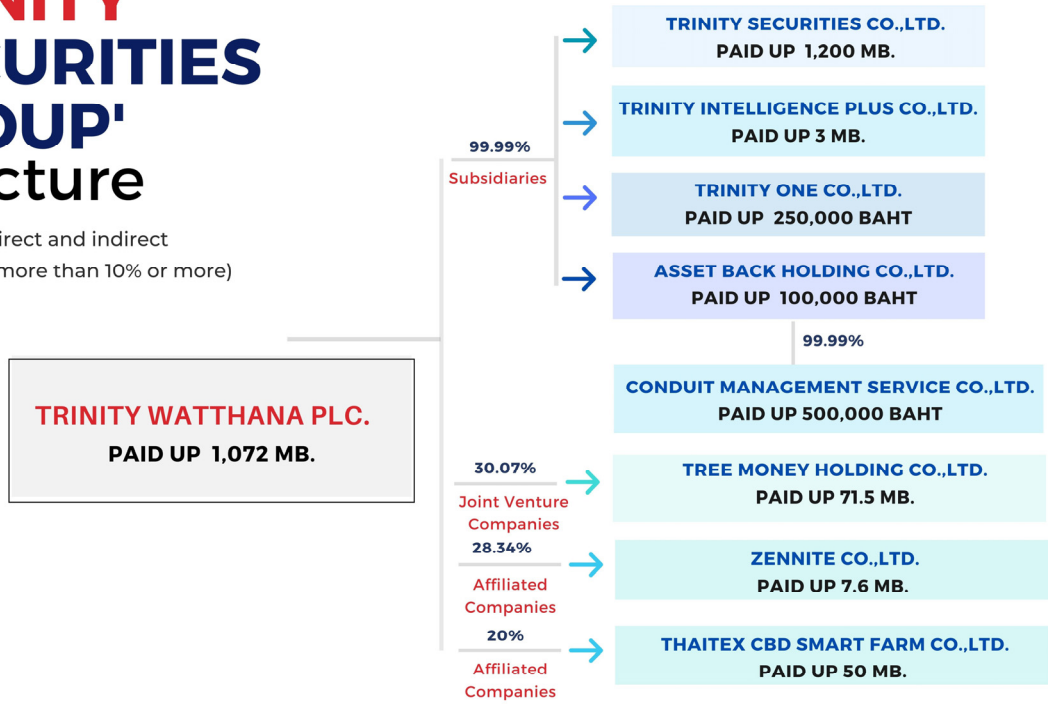 NITY
CURITIES
OUP'
cture
irect and indirect
more than 10% or more)
TRINITY WATTHANA PLC.
PAID UP 1,072 MB.
99.99%
Subsidiaries
TRINITY SECURITIES CO.,LTD.
PAID UP 1,200 MB.
TRINITY INTELLIGENCE PLUS CO.,LTD.
PAID UP 3 MB.
TRINITY ONE CO.,LTD.
PAID UP 250,000 BAHT
ASSET BACK HOLDING CO.,LTD.
PAID UP 100,000 BAHT
99.99%
CONDUIT MANAGEMENT SERVICE CO.,LTD.
PAID UP 500,000 BAHT
30.07%
Joint Venture
Companies
TREE MONEY HOLDING CO.,LTD.
PAID UP 71.5 MB.
28.34%
Affiliated
Companies
ZENNITE CO.,LTD.
PAID UP 7.6 MB.
20%
Affiliated
Companies
THAITEX CBD SMART FARM CO.,LTD.
PAID UP 50 MB.